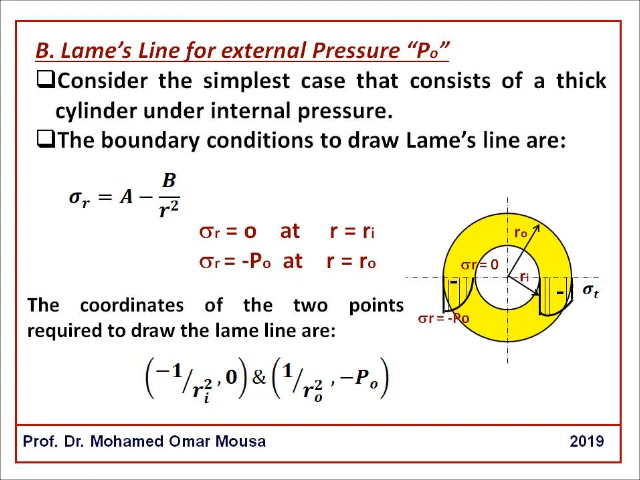 B. Lame's Line for external Pressure “Po”
❑Consider the simplest case that consists of a thick
cylinder under internal pressure.
❑The boundary conditions to draw Lame's line are:
σr = A − B/r²
σr = o at r = ri
σr = -Po at r = ro
ro
σr = 0
ri
-
-
σt
σr = -Po
The coordinates of the two points
required to draw the lame line are:
(−1/ri², 0) & (1/ro², −Po)
Prof. Dr. Mohamed Omar Mousa 2019